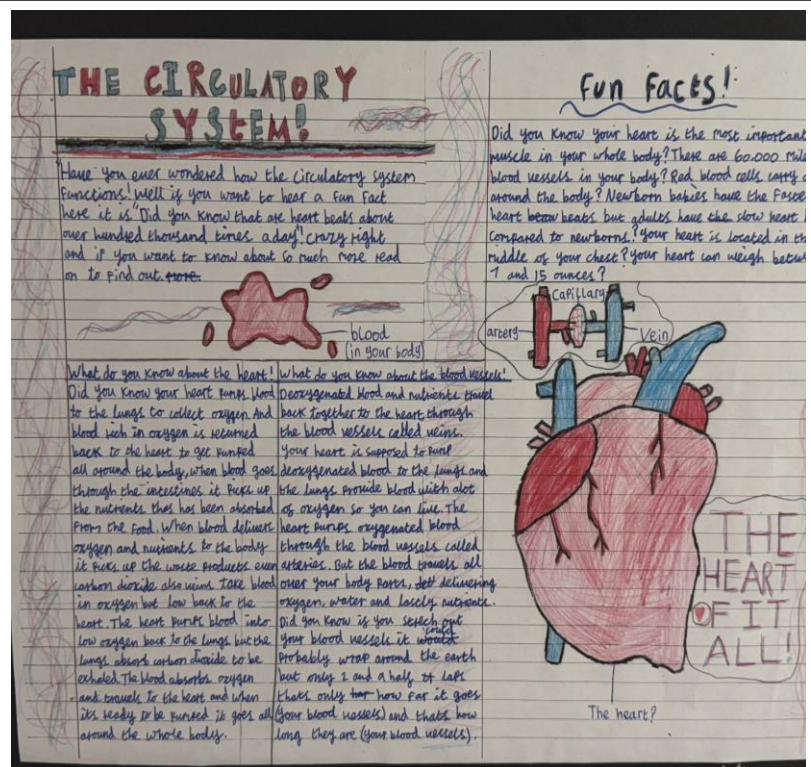 THE CIRCULATORY
SYSTEM!
"Have you ever wondered how the circulatory system
functions! Well if you want to hear a fun fact
here it is "Did you know that are heart beats about
over hundred thousand times a day"! crazy right
and if you want to know about so much more read
on to find out. more.
blood
(in your body)
What do you know about the heart!
Did you know your heart pumps blood
to the lungs to collect oxygen. And
blood rich in oxygen is returned
back to the heart to get pumped
all around the body, when blood goes
through the intestines it picks up
the nutrients thas has been absorbed
from the food. When blood delivers
oxygen and nutrients to the body
it picks up the waste products even
carbon dioxide also veins take blood
in oxygen but low back to the
heart. The heart pumps blood into
low oxygen back to the lungs but the
lungs absorb carbon dioxide to be
exhaled. The blood absorbs oxygen
and travels to the heart and when
its ready to be pumped it goes all
around the whole body.
What do you know about the blood vessels!
Deoxygenated blood and nutrients travel
back together to the heart through
the blood vessels called veins.
Your heart is supposed to pump
deoxygenated blood to the lungs and
the lungs provide blood with alot
of oxygen so you can live. The
heart pumps oxygenated blood
through the blood vessels called
arteries. But the blood travels all
over your body parts, delivering
oxygen, water and lastly nutrients.
Did you know is you strech out
your blood vessels it could
probably wrap around the earth
but only 2 and a half of laps
thats only how far it goes
(your blood vessels) and thats how
long they are (your blood vessels).
Fun Facts!
Did you know your heart is the most important
muscle in your whole body? There are 60.000 mile
blood vessels in your body? Red blood cells carry
around the body? Newborn babies have the faste
heart beats but adults have the slow heart
compared to newborns? your heart is located in th
middle of your chest? your heart can weigh betw
7 and 15 ounces?
capillary
artery
Vein
THE
HEART
OF IT
ALL!
The heart?